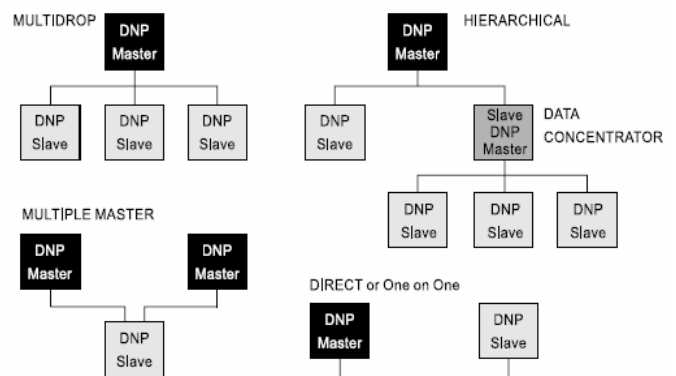 MULTIDROP
DNP
Master
DNP
Slave
DNP
Slave
DNP
Slave
HIERARCHICAL
DNP
Master
DNP
Slave
Slave
DNP
Master
DATA
CONCENTRATOR
DNP
Slave
DNP
Slave
DNP
Slave
MULTIPLE MASTER
DNP
Master
DNP
Master
DNP
Slave
DIRECT or One on One
DNP
Master
DNP
Slave